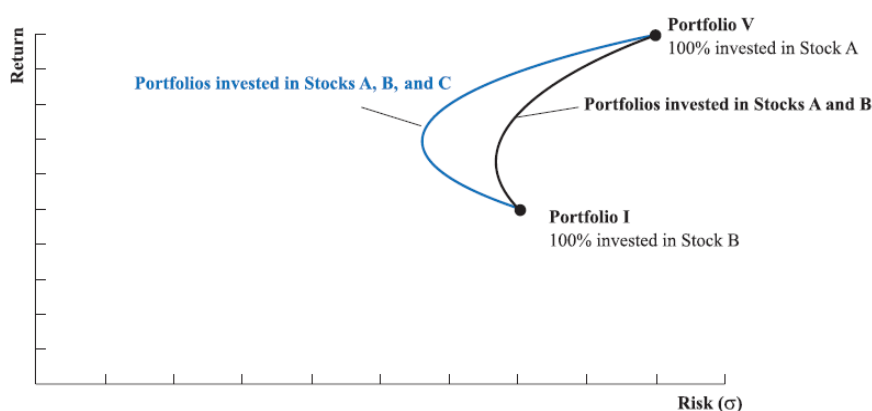 Return
Portfolio V
100% invested in Stock A
Portfolios invested in Stocks A, B, and C
Portfolios invested in Stocks A and B
Portfolio I
100% invested in Stock B
Risk (σ)